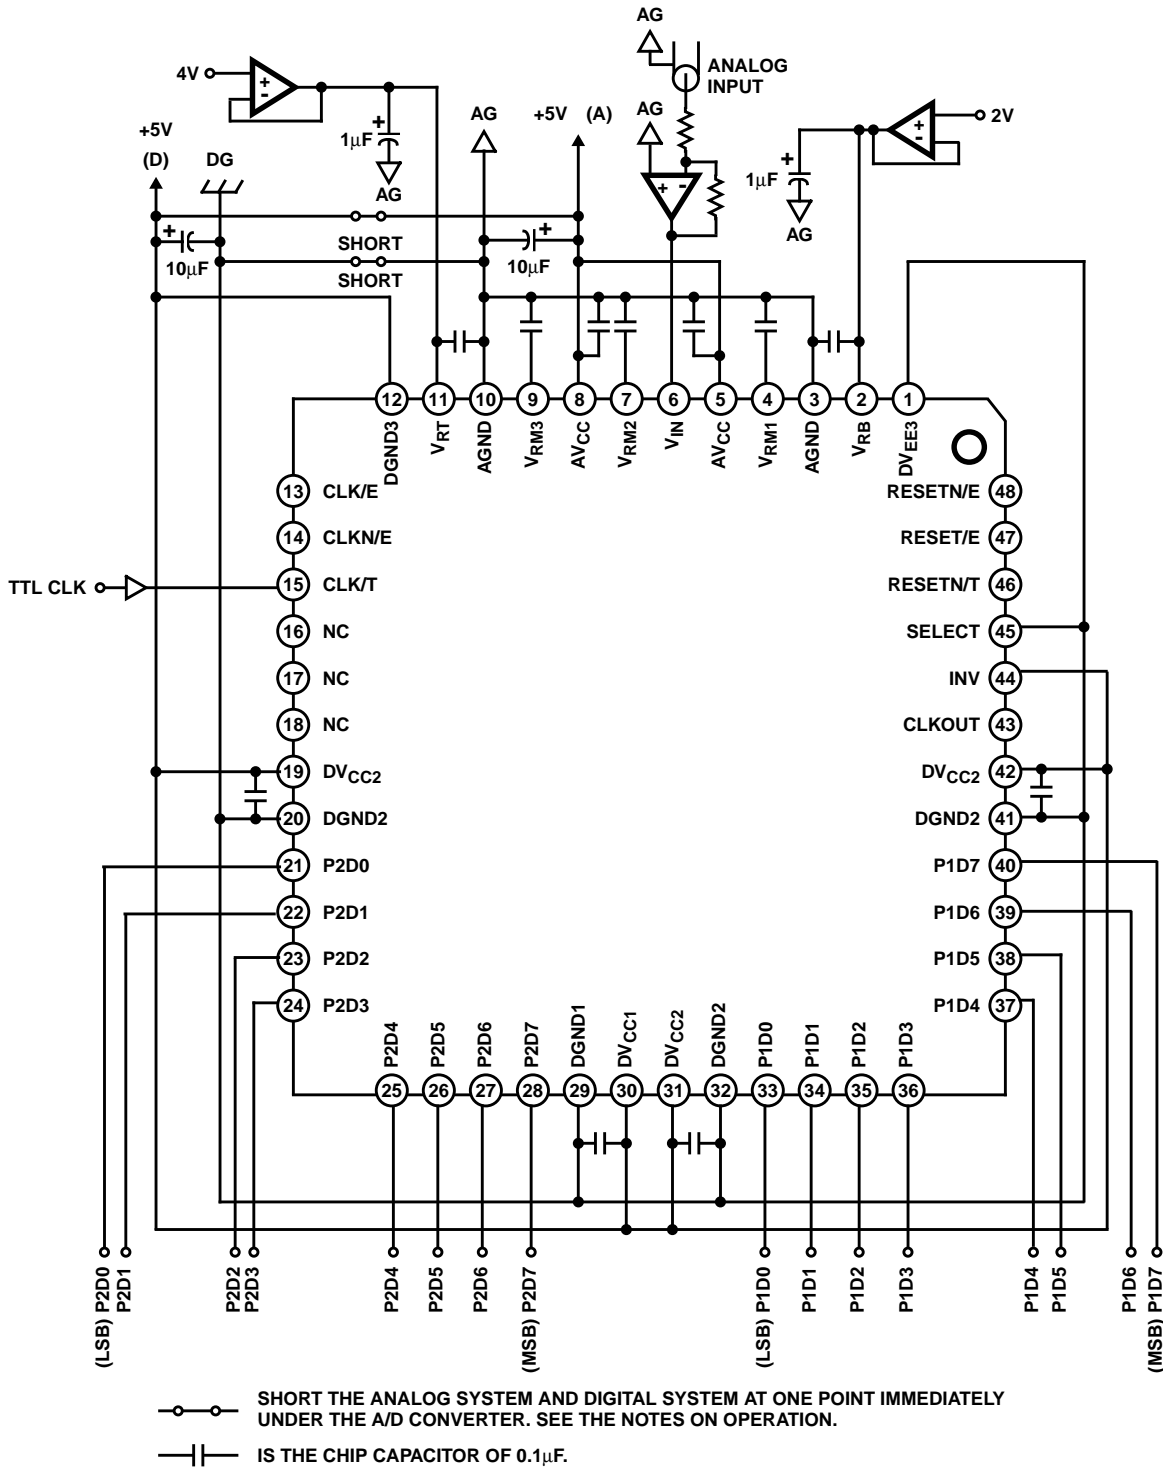 AG
4V
ANALOG
INPUT
+5V
(D)
DG
1µF
AG
AG
+5V (A)
AG
2V
1µF
AG
SHORT
SHORT
10µF
10µF
+
-
+
-
+
-
+
+
+
+
12
11
10
9
8
7
6
5
4
3
2
1
DGND3
VRT
AGND
VRM3
AVCC
VRM2
VIN
AVCC
VRM1
AGND
VRB
DVEE3
13 CLK/E
14 CLKN/E
TTL CLK
15 CLK/T
16 NC
17 NC
18 NC
19 DVCC2
20 DGND2
21 P2D0
22 P2D1
23 P2D2
24 P2D3
RESETN/E 48
RESET/E 47
RESETN/T 46
SELECT 45
INV 44
CLKOUT 43
DVCC2 42
DGND2 41
P1D7 40
P1D6 39
P1D5 38
P1D4 37
P2D4
P2D5
P2D6
P2D7
DGND1
DVCC1
DVCC2
DGND2
P1D0
P1D1
P1D2
P1D3
25
26
27
28
29
30
31
32
33
34
35
36
(LSB) P2D0
P2D1
P2D2
P2D3
P2D4
P2D5
P2D6
(MSB) P2D7
(LSB) P1D0
P1D1
P1D2
P1D3
P1D4
P1D5
P1D6
(MSB) P1D7
SHORT THE ANALOG SYSTEM AND DIGITAL SYSTEM AT ONE POINT IMMEDIATELY
UNDER THE A/D CONVERTER. SEE THE NOTES ON OPERATION.
IS THE CHIP CAPACITOR OF 0.1µF.